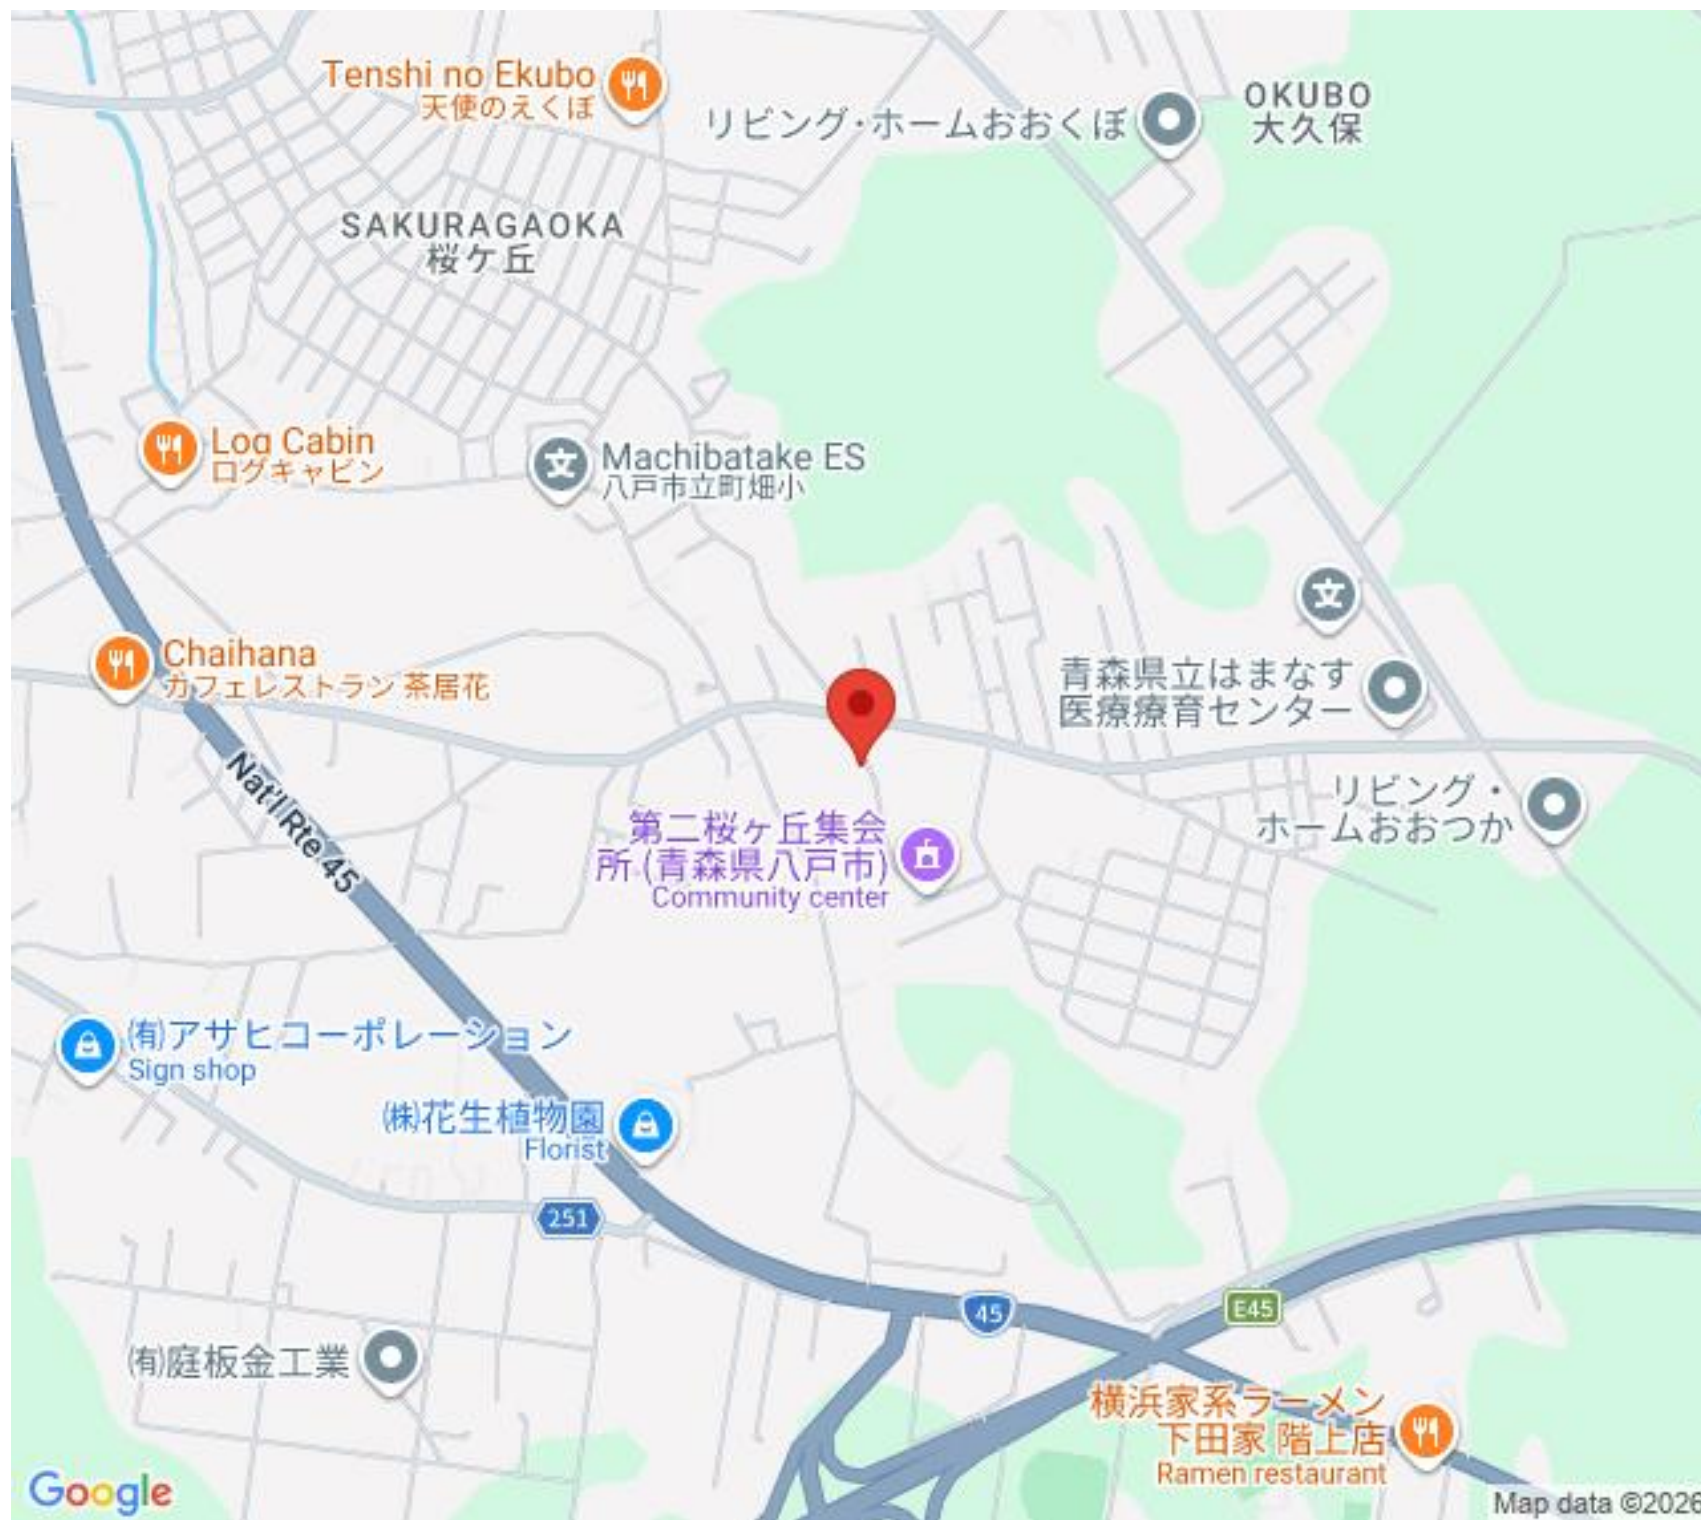 Tenshi no Ekubo
天使のえくぼ
リビング・ホームおおくぼ
OKUBO
大久保
SAKURAGAOKA
桜ケ丘
Log Cabin
ログキャビン
Machibatake ES
八戸市立町畑小
Chaihana
カフェレストラン 茶居花
青森県立はまなす
医療療育センター
Nat'l Rte 45
リビング・
ホームおおつか
第二桜ヶ丘集会
所 (青森県八戸市)
Community center
㈲アサヒコーポレーション
Sign shop
㈱花生植物園
Florist
251
45
E45
㈲庭板金工業
横浜家系ラーメン
下田家 階上店
Ramen restaurant
Google
Map data ©2026
文
文